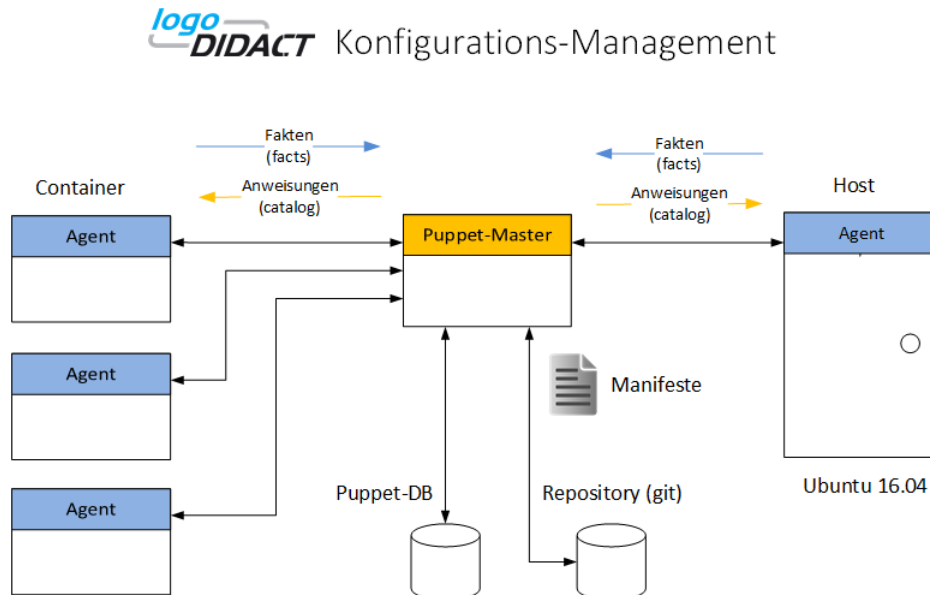 logo
DIDACT Konfigurations-Management
Fakten
(facts)
Anweisungen
(catalog)
Fakten
(facts)
Anweisungen
(catalog)
Container
Host
Agent
Puppet-Master
Agent
Agent
Manifeste
Agent
Puppet-DB
Repository (git)
Ubuntu 16.04